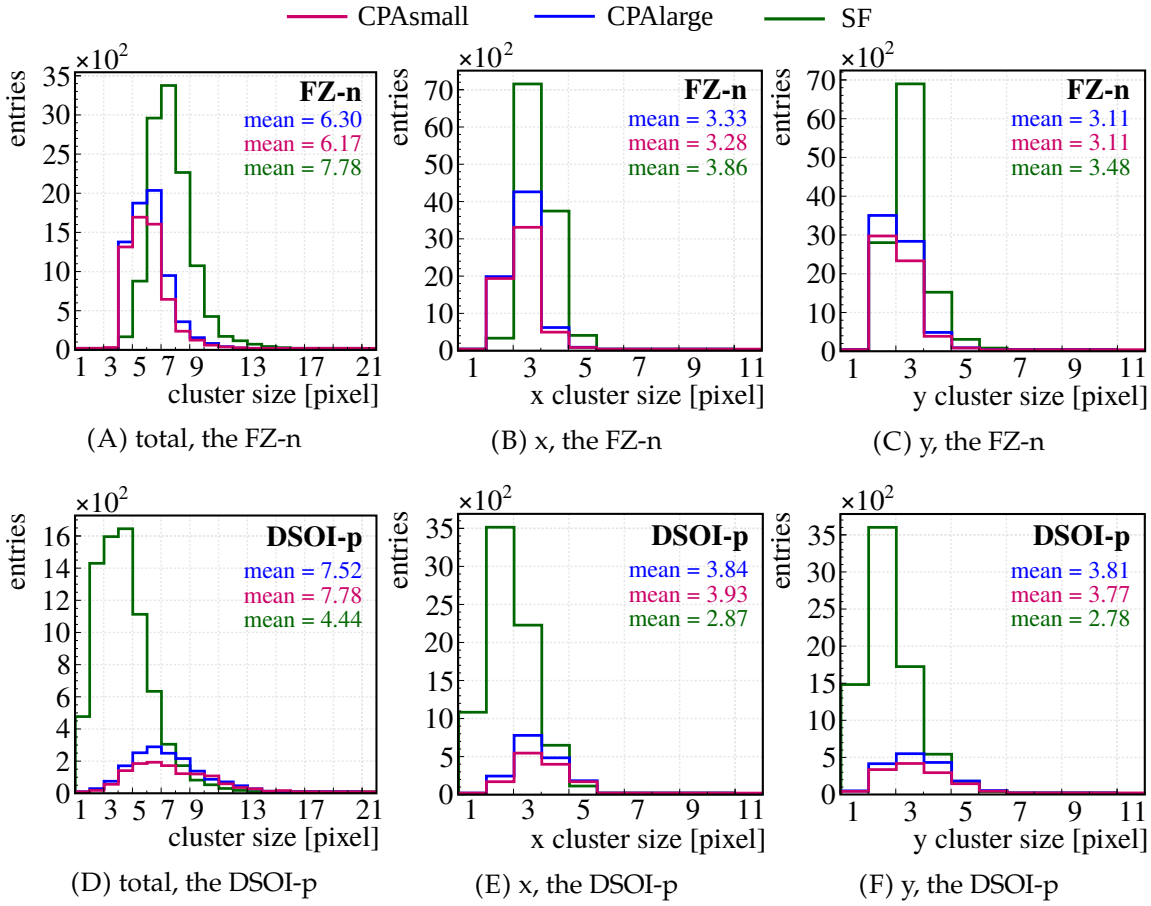 CPAsmall CPAlarge SF
×10² ×10² ×10²
entries entries entries
FZ-n FZ-n FZ-n
mean = 6.30 mean = 3.33 mean = 3.11
mean = 6.17 mean = 3.28 mean = 3.11
mean = 7.78 mean = 3.86 mean = 3.48
35 70 70
30 60 60
25 50 50
20 40 40
15 30 30
10 20 20
5 10 10
0 0 0
1 3 5 7 9 13 17 21 1 3 5 7 9 11 1 3 5 7 9 11
cluster size [pixel] x cluster size [pixel] y cluster size [pixel]
(A) total, the FZ-n (B) x, the FZ-n (C) y, the FZ-n
×10² ×10² ×10²
entries entries entries
DSOI-p DSOI-p DSOI-p
mean = 7.52 mean = 3.84 mean = 3.81
mean = 7.78 mean = 3.93 mean = 3.77
mean = 4.44 mean = 2.87 mean = 2.78
16 35 35
14 30 30
12 25 25
10 20 20
8 15 15
6 10 10
4 5 5
2
0 0 0
1 3 5 7 9 13 17 21 1 3 5 7 9 11 1 3 5 7 9 11
cluster size [pixel] x cluster size [pixel] y cluster size [pixel]
(D) total, the DSOI-p (E) x, the DSOI-p (F) y, the DSOI-p